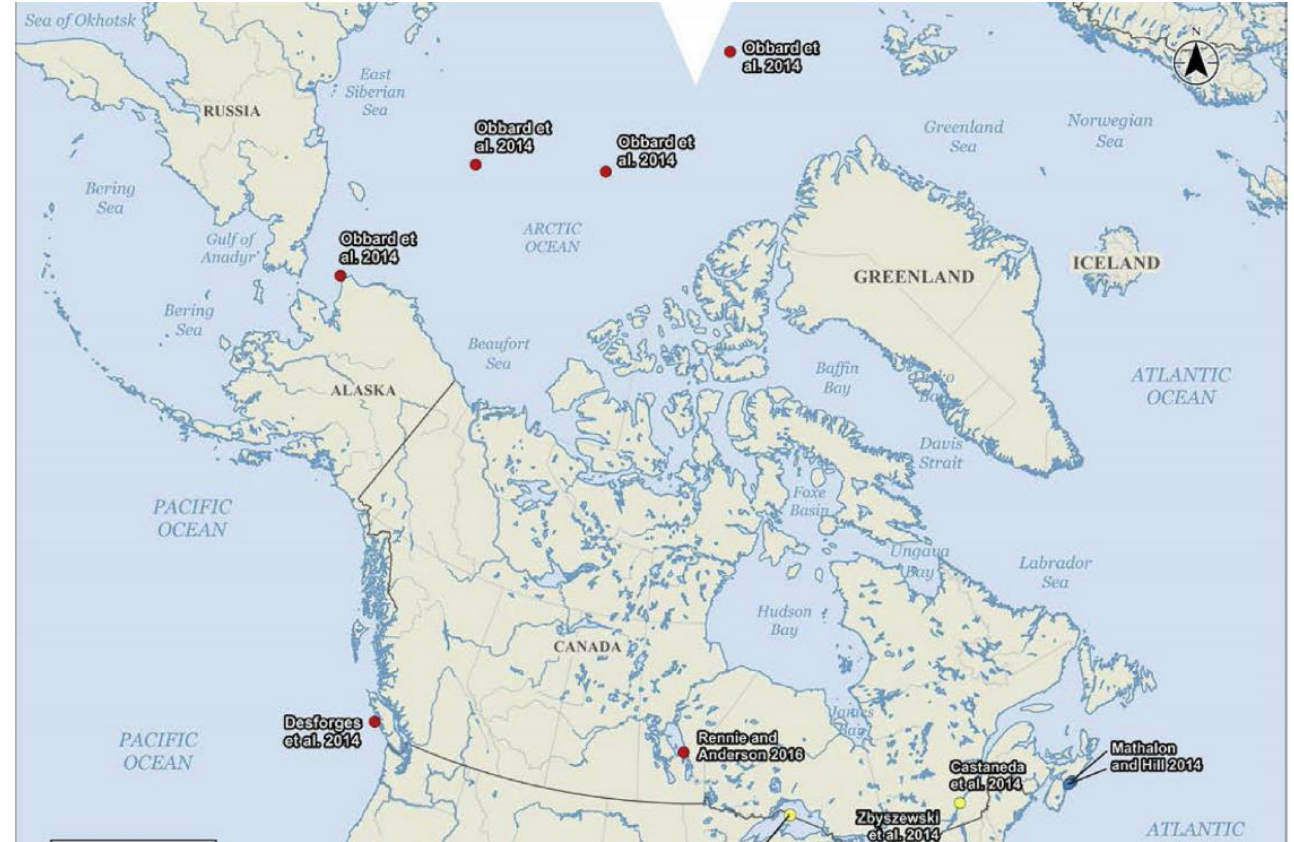 Sea of Okhotsk
N
Obbard et
al. 2014
East
Siberian
Sea
RUSSIA
Greenland
Sea
Norwegian
Sea
N
Obbard et
al. 2014
Obbard et
al. 2014
Bering
Sea
ARCTIC
OCEAN
Gulf of
Anadyr'
Obbard et
al. 2014
GREENLAND
ICELAND
Bering
Sea
Beaufort
Sea
ALASKA
Baffin
Bay
ATLANTIC
OCEAN
Davis
Strait
PACIFIC
OCEAN
Foxe
Basin
Ungava
Bay
Labrador
Sea
Hudson
Bay
CANADA
James
Bay
Desforges
et al. 2014
PACIFIC
OCEAN
Rennie and
Anderson 2016
Castaneda
et al. 2014
Mathalon
and Hill 2014
Zbyszewski
et al. 2014
ATLANTIC